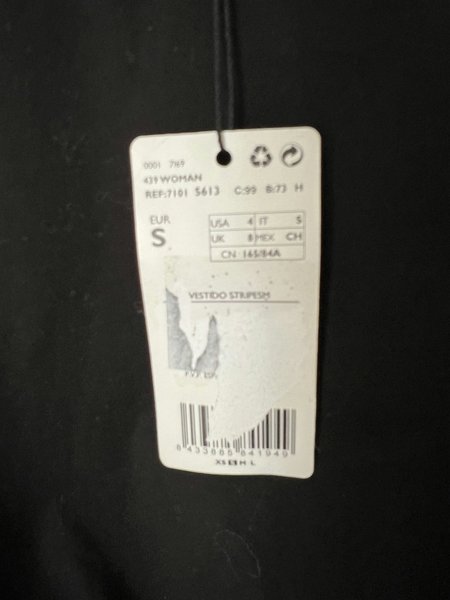 0001 7169
439 WOMAN
REF:7101 5613 C:99 B:73 H
EUR
S
USA 4 IT S
UK 8 MEX CH
CN 165/84A
VESTIDO STRIPESM
P.V.P.
8 433885 841949
XS S M L